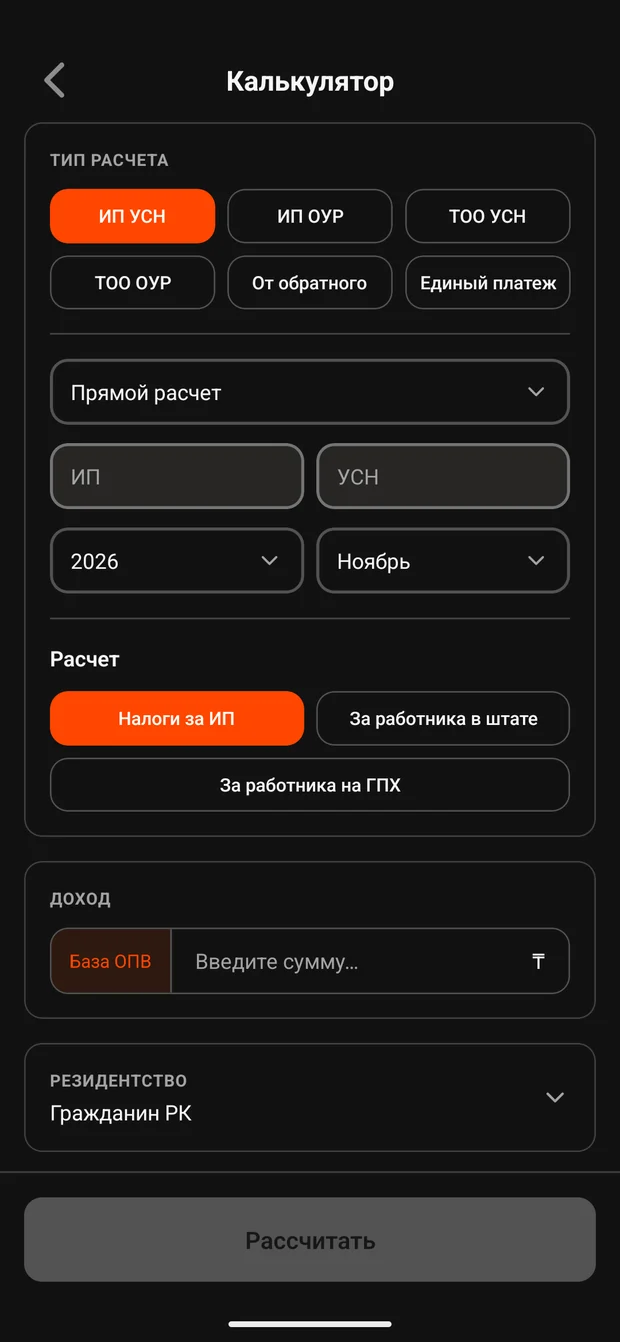 Калькулятор
ТИП РАСЧЕТА
ИП УСН
ИП ОУР
ТОО УСН
ТОО ОУР
От обратного
Единый платеж
Прямой расчет
ИП
УСН
2026
Ноябрь
Расчет
Налоги за ИП
За работника в штате
За работника на ГПХ
ДОХОД
База ОПВ
Введите сумму...
₸
РЕЗИДЕНТСТВО
Гражданин РК
Рассчитать